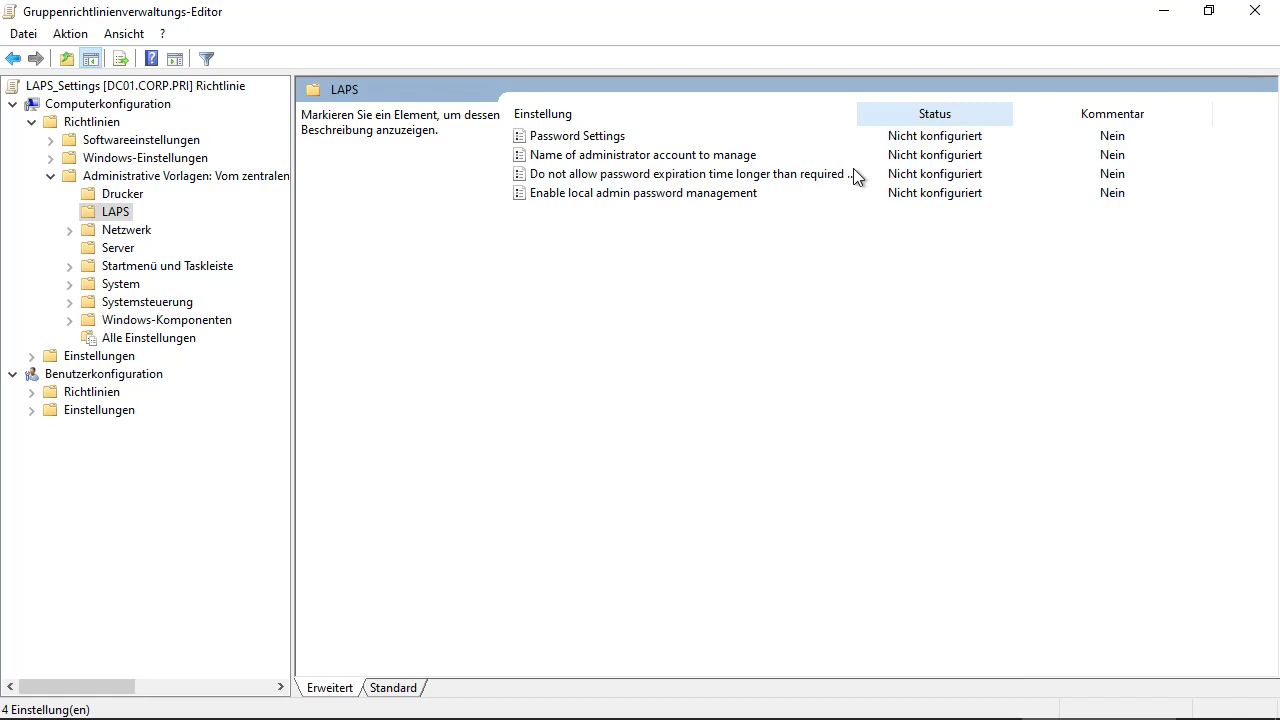 Gruppenrichtlinienverwaltungs-Editor
Datei Aktion Ansicht ?
LAPS_Settings [DC01.CORP.PRI] Richtlinie
Computerkonfiguration
Richtlinien
Softwareeinstellungen
Windows-Einstellungen
Administrative Vorlagen: Vom zentralen
Drucker
LAPS
Netzwerk
Server
Startmenü und Taskleiste
System
Systemsteuerung
Windows-Komponenten
Alle Einstellungen
Einstellungen
Benutzerkonfiguration
Richtlinien
Einstellungen
LAPS
Markieren Sie ein Element, um dessen
Beschreibung anzuzeigen.
Einstellung Status Kommentar
Password Settings Nicht konfiguriert Nein
Name of administrator account to manage Nicht konfiguriert Nein
Do not allow password expiration time longer than required ... Nicht konfiguriert Nein
Enable local admin password management Nicht konfiguriert Nein
Erweitert Standard
4 Einstellung(en)